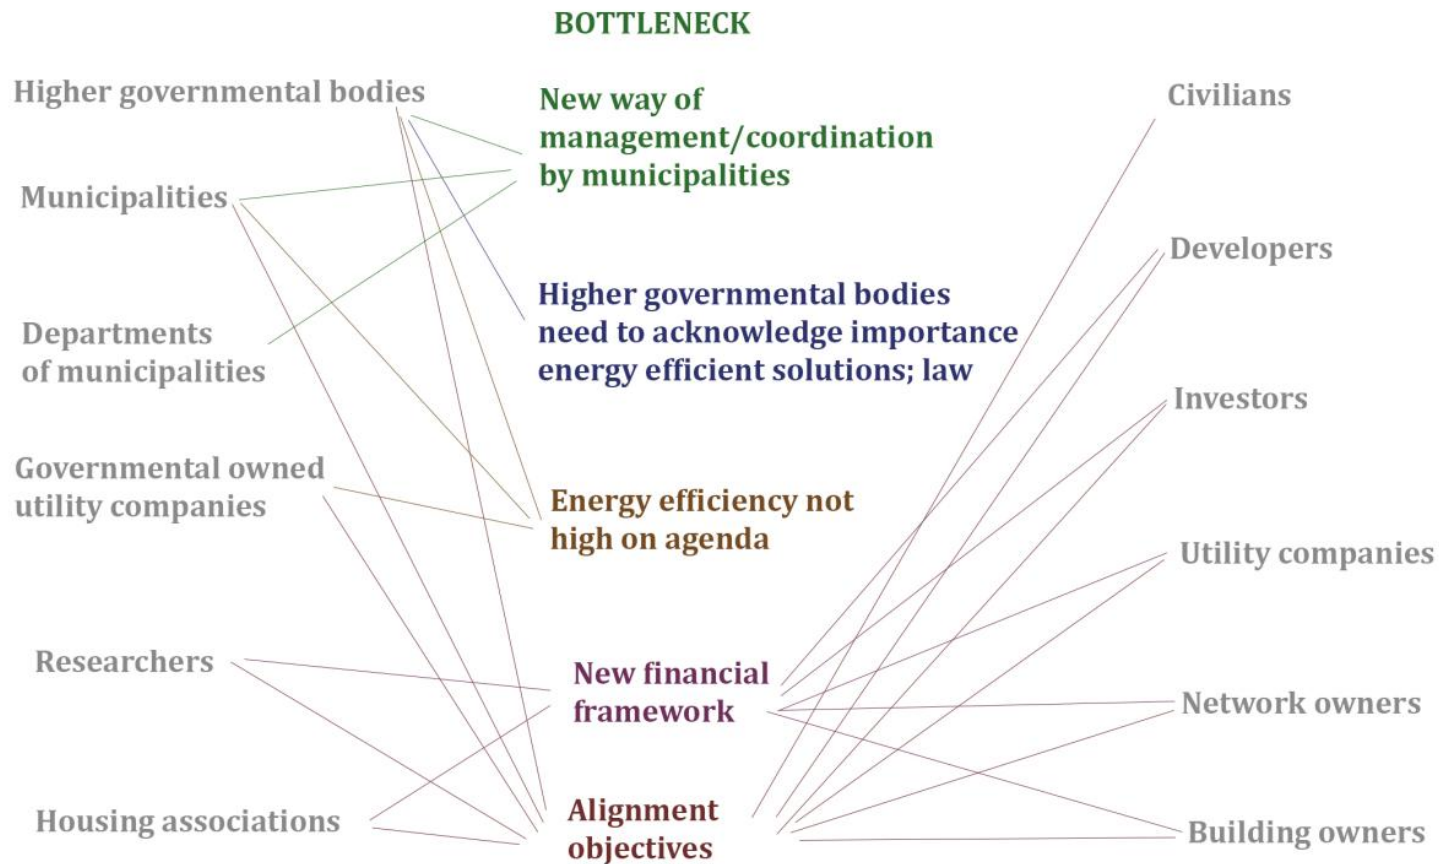 BOTTLENECK
Higher governmental bodies
Municipalities
Departments
of municipalities
Governmental owned
utility companies
Researchers
Housing associations
New way of
management/coordination
by municipalities
Higher governmental bodies
need to acknowledge importance
energy efficient solutions; law
Energy efficiency not
high on agenda
New financial
framework
Alignment
objectives
Civilians
Developers
Investors
Utility companies
Network owners
Building owners